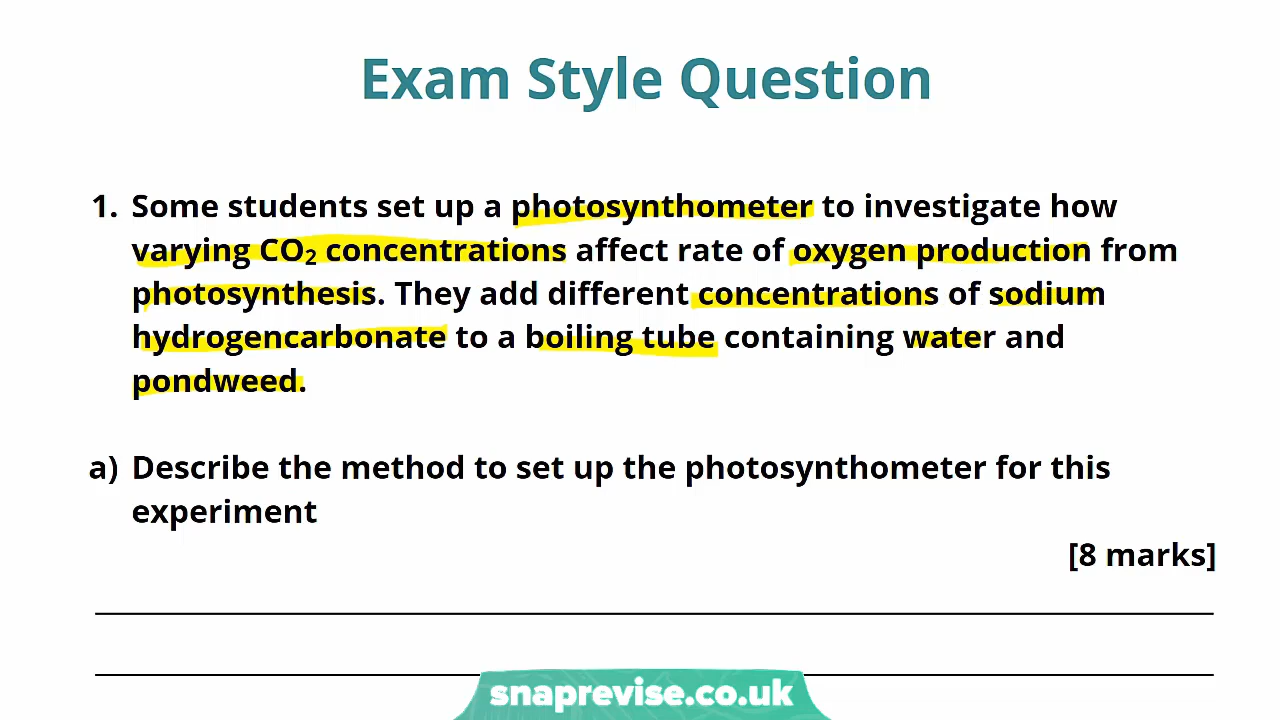 Exam Style Question
1. Some students set up a photosynthometer to investigate how
varying CO₂ concentrations affect rate of oxygen production from
photosynthesis. They add different concentrations of sodium
hydrogencarbonate to a boiling tube containing water and
pondweed.
a) Describe the method to set up the photosynthometer for this
experiment
[8 marks]
snaprevise.co.uk